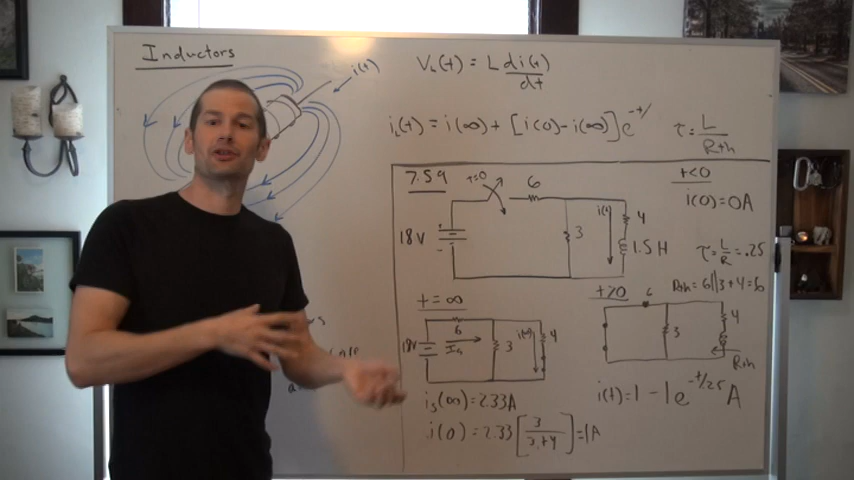 Inductors
i(t)
V_L(t) = L di(t)/dt
i_L(t) = i(∞) + [i(0) - i(∞)] e^-t/
τ = L/Rth
7.59
t=0
6
18V
+
-
3
i(t)
4
1.5 H
t<0
i(0) = 0A
τ = L/R = .25
Rth = 6||3+4 = 6
t = ∞
18V
6
3
4
t>0
6
3
4
Rth
i(t) = 1 - 1e^-t/.25 A
i_s(∞) = 2.33A
i(0) = 2.33 [3/3+4] = 1A